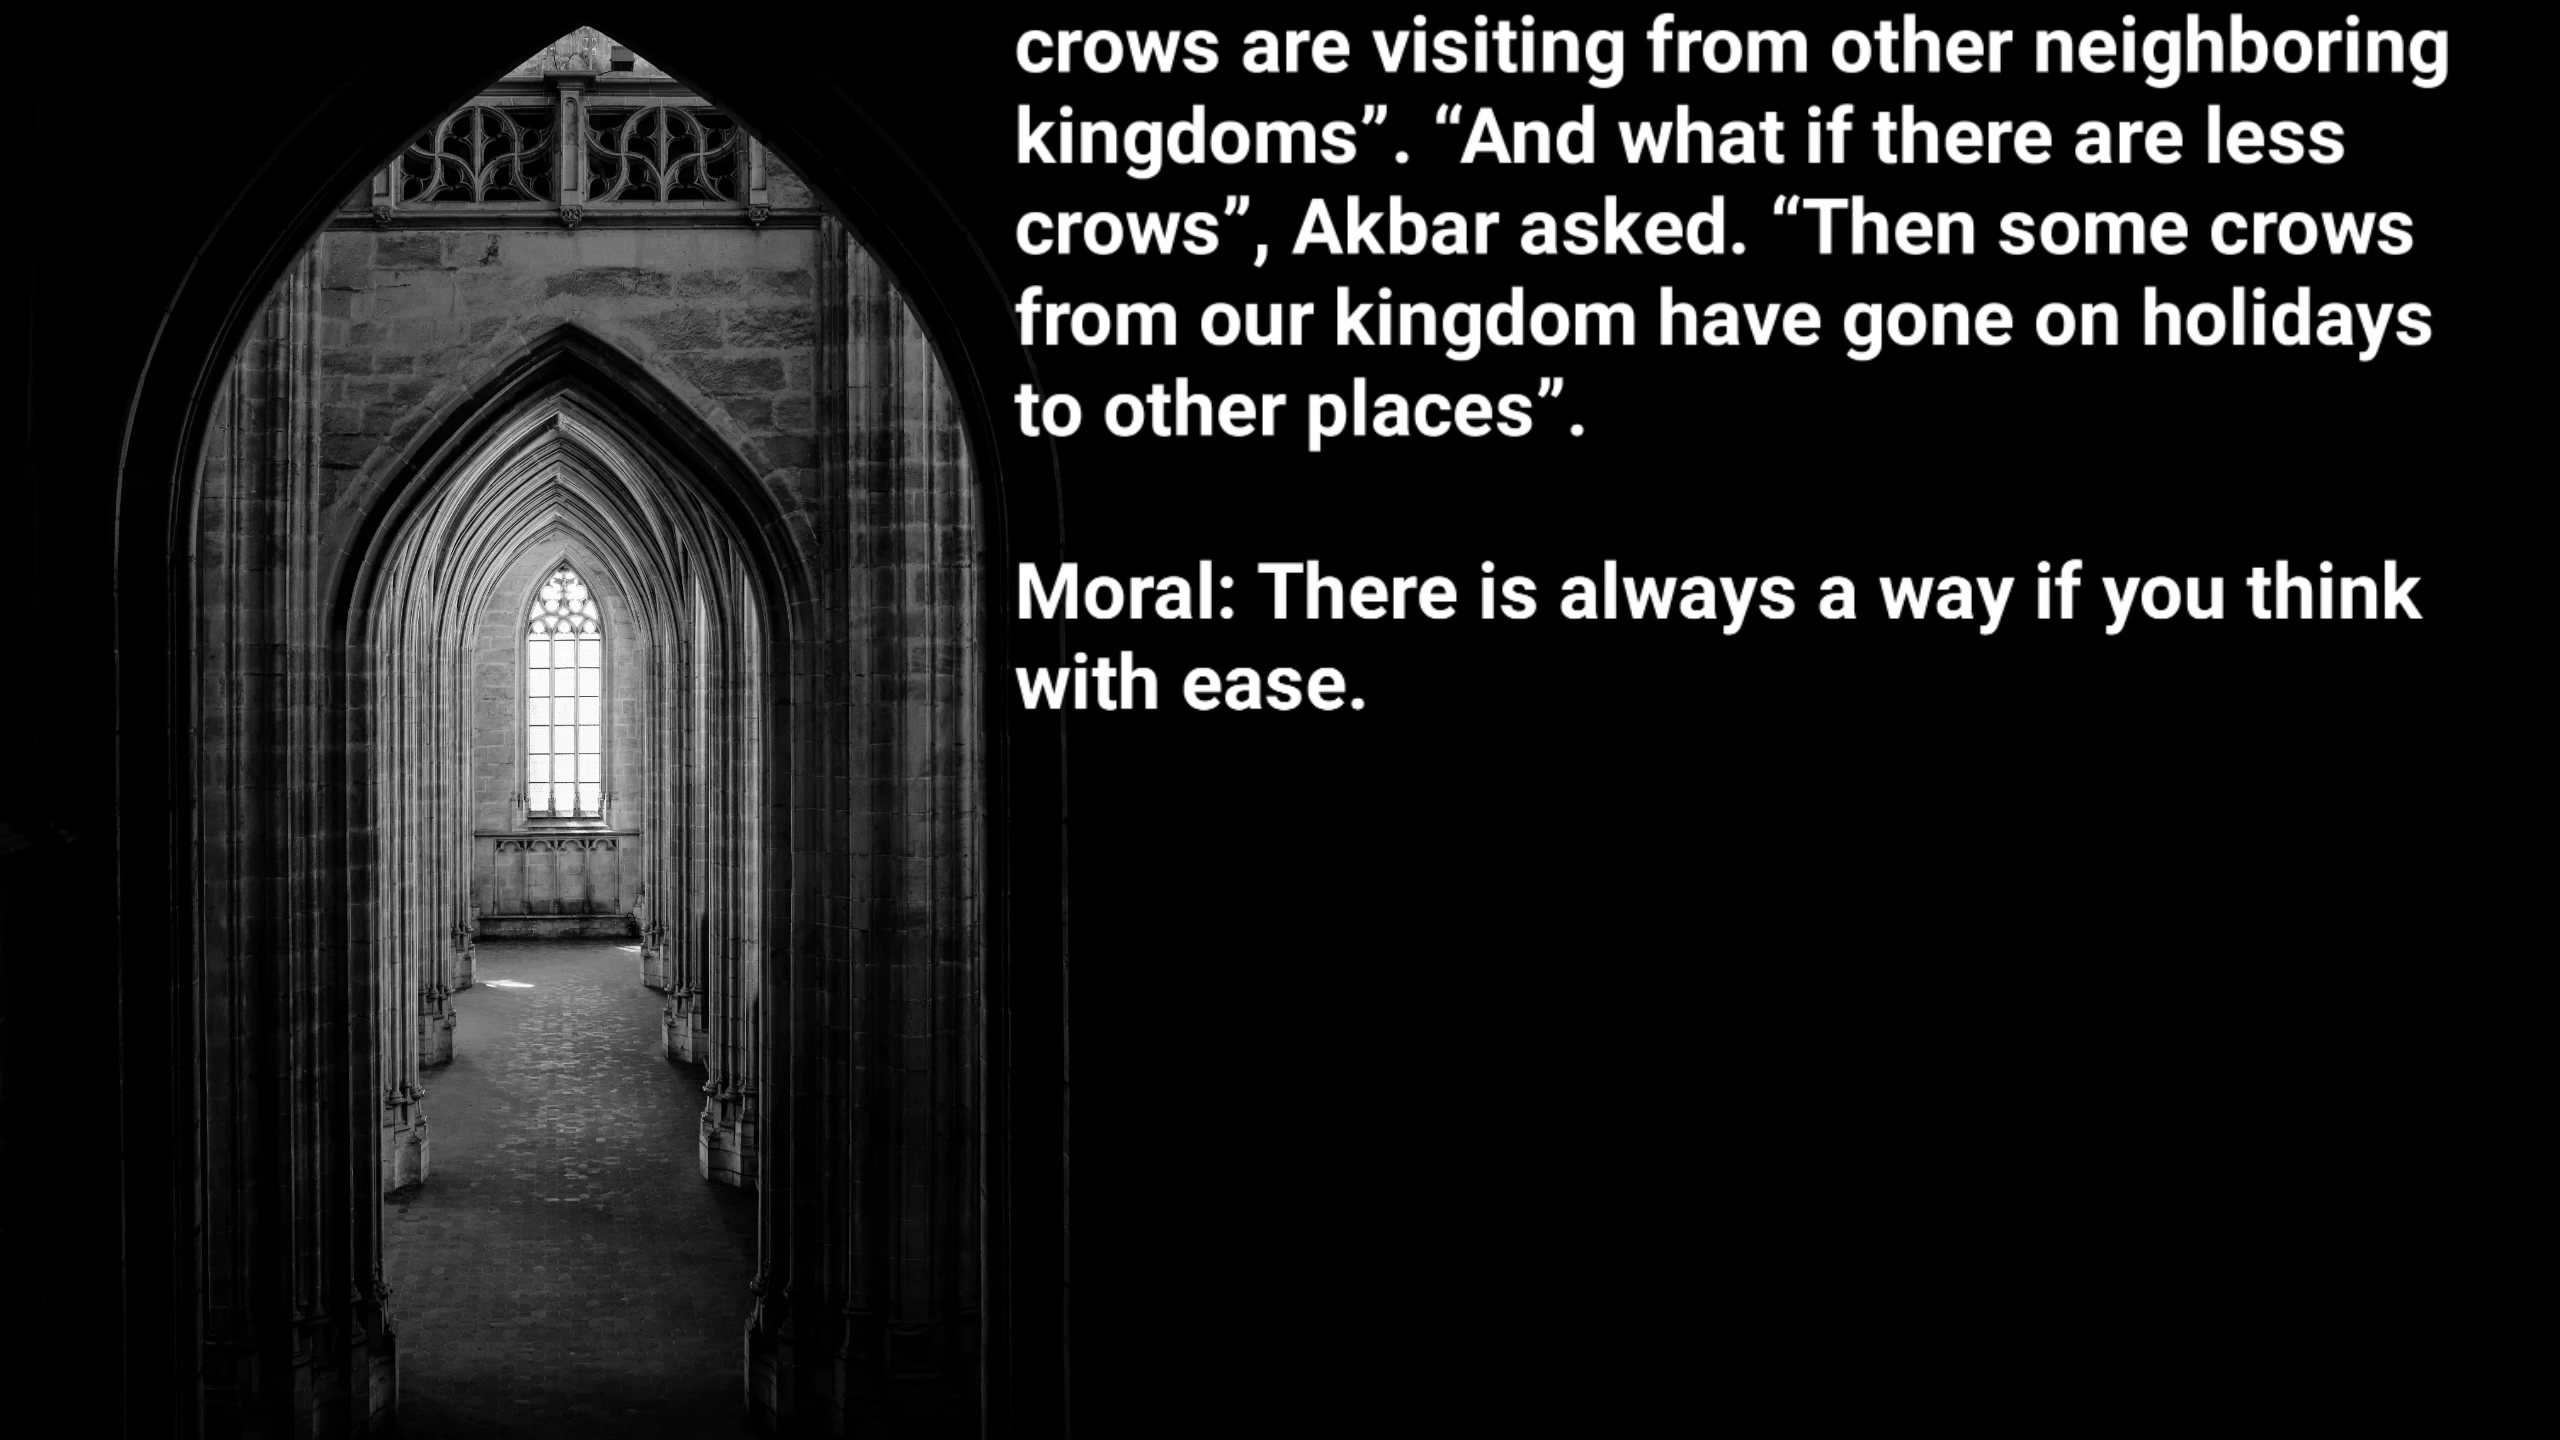 crows are visiting from other neighboring
kingdoms”. “And what if there are less
crows”, Akbar asked. “Then some crows
from our kingdom have gone on holidays
to other places”.
Moral: There is always a way if you think
with ease.